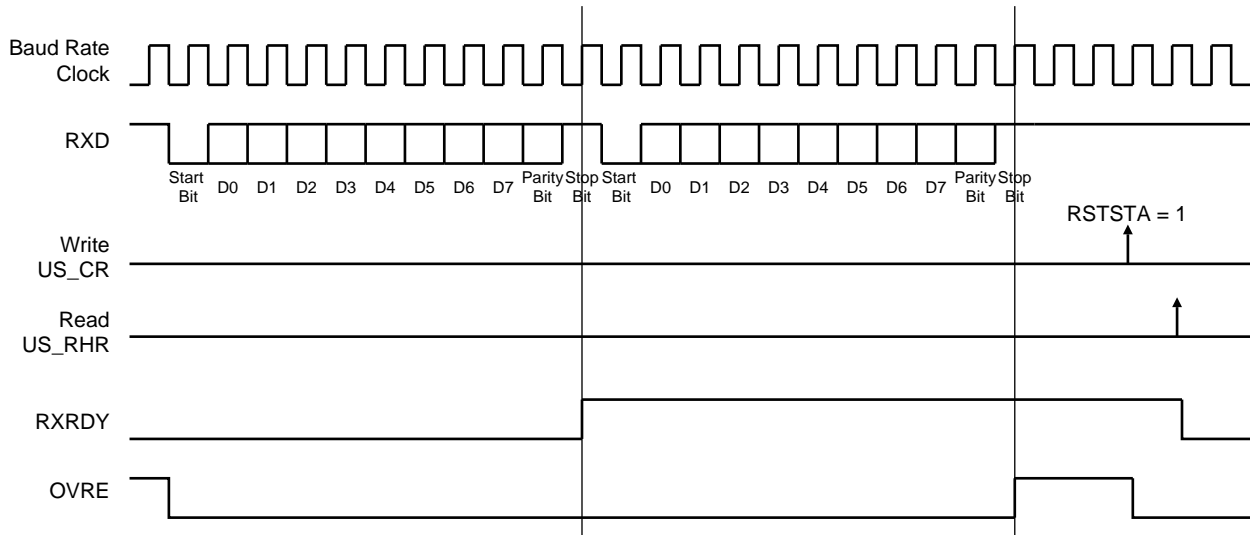 Baud Rate
Clock
RXD
Start
Bit
D0 D1 D2 D3 D4 D5 D6 D7
Parity
Bit
Stop
Bit
Start
Bit
D0 D1 D2 D3 D4 D5 D6 D7
Parity
Bit
Stop
Bit
RSTSTA = 1
Write
US_CR
Read
US_RHR
RXRDY
OVRE